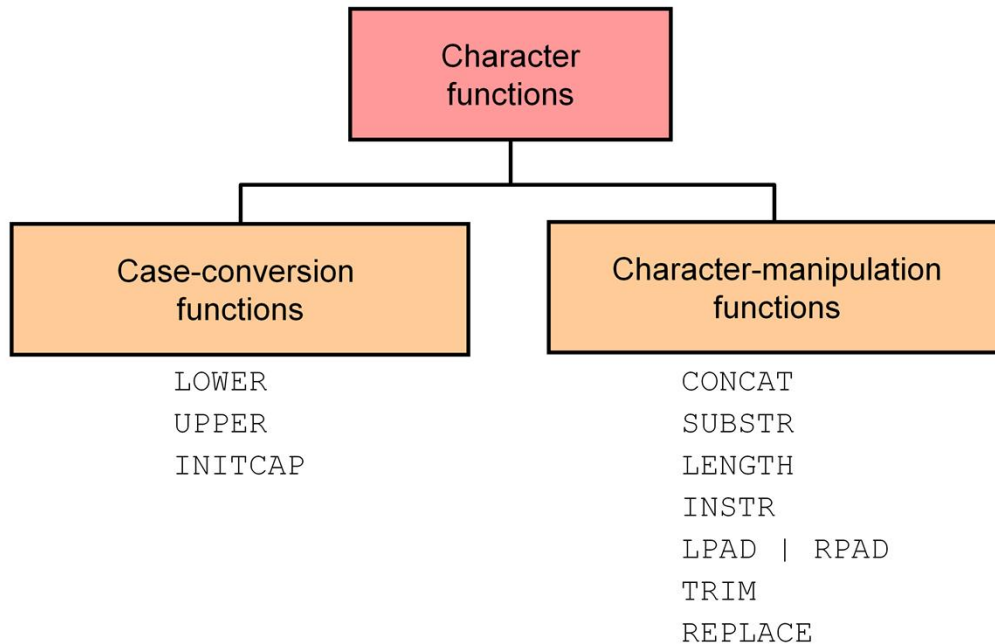 Character
functions
Case-conversion
functions
Character-manipulation
functions
LOWER
UPPER
INITCAP
CONCAT
SUBSTR
LENGTH
INSTR
LPAD | RPAD
TRIM
REPLACE